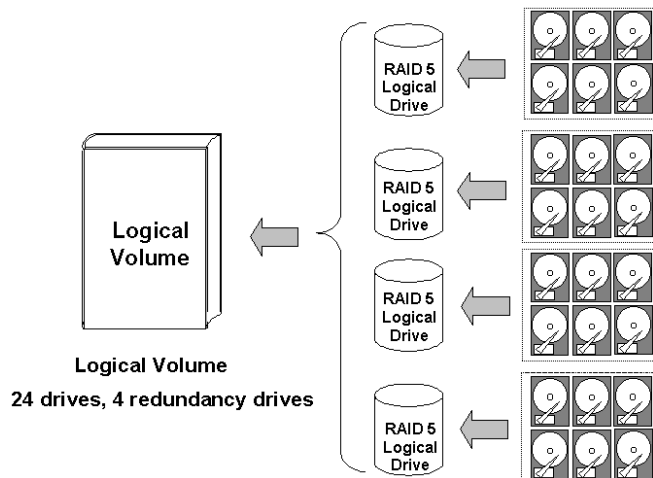 RAID 5
Logical
Drive
RAID 5
Logical
Drive
Logical
Volume
RAID 5
Logical
Drive
RAID 5
Logical
Drive
Logical Volume
24 drives, 4 redundancy drives